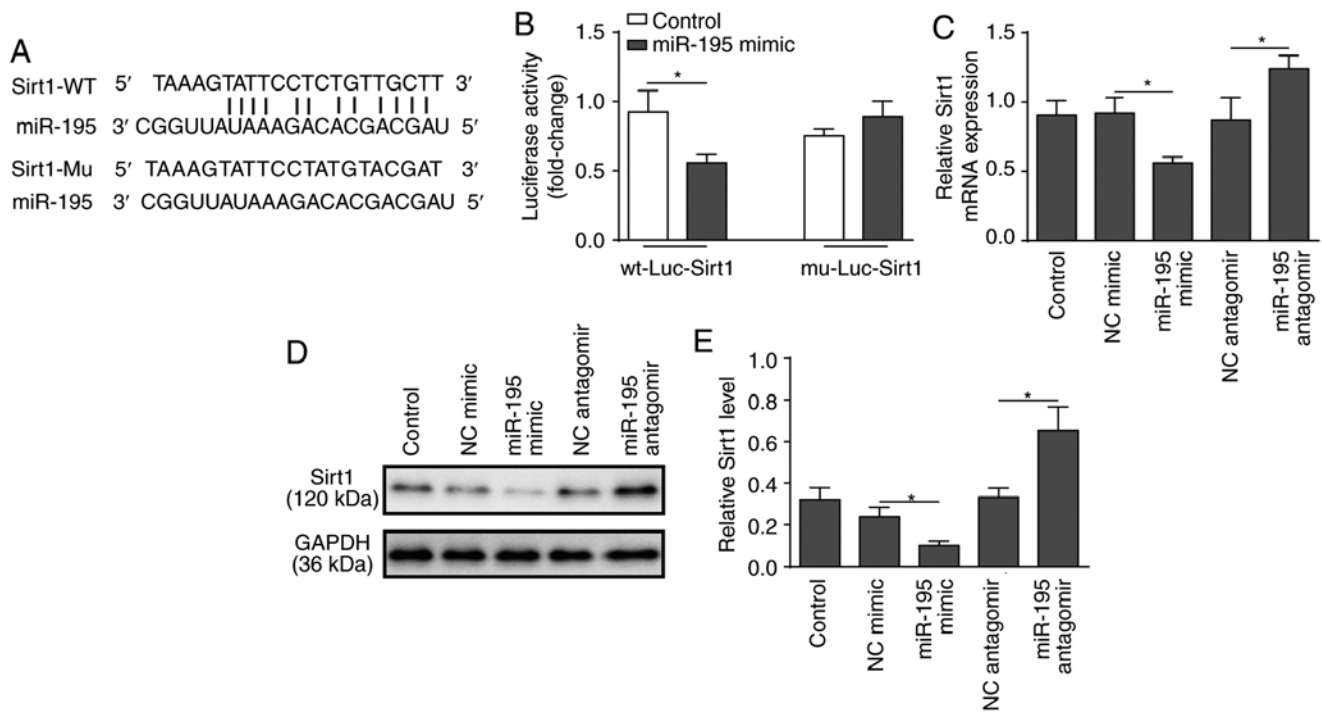 A
Sirt1-WT 5′ TAAAGTATTCCTCTGTTGCTT 3′
miR-195 3′ CGGUUAUAAAGACACGACGAU 5′
Sirt1-Mu 5′ TAAAGTATTCCTATGTACGAT 3′
miR-195 3′ CGGUUAUAAAGACACGACGAU 5′
B
Control
miR-195 mimic
Luciferase activity
(fold-change)
1.5
1.0
0.5
0.0
*
wt-Luc-Sirt1
mu-Luc-Sirt1
C
Relative Sirt1
mRNA expression
1.5
1.0
0.5
0.0
*
*
Control
NC mimic
miR-195
mimic
NC antagomir
miR-195
antagomir
D
Control
NC mimic
miR-195
mimic
NC antagomir
miR-195
antagomir
Sirt1
(120 kDa)
GAPDH
(36 kDa)
E
Relative Sirt1 level
1.0
0.8
0.6
0.4
0.2
0.0
*
*
Control
NC mimic
miR-195
mimic
NC antagomir
miR-195
antagomir